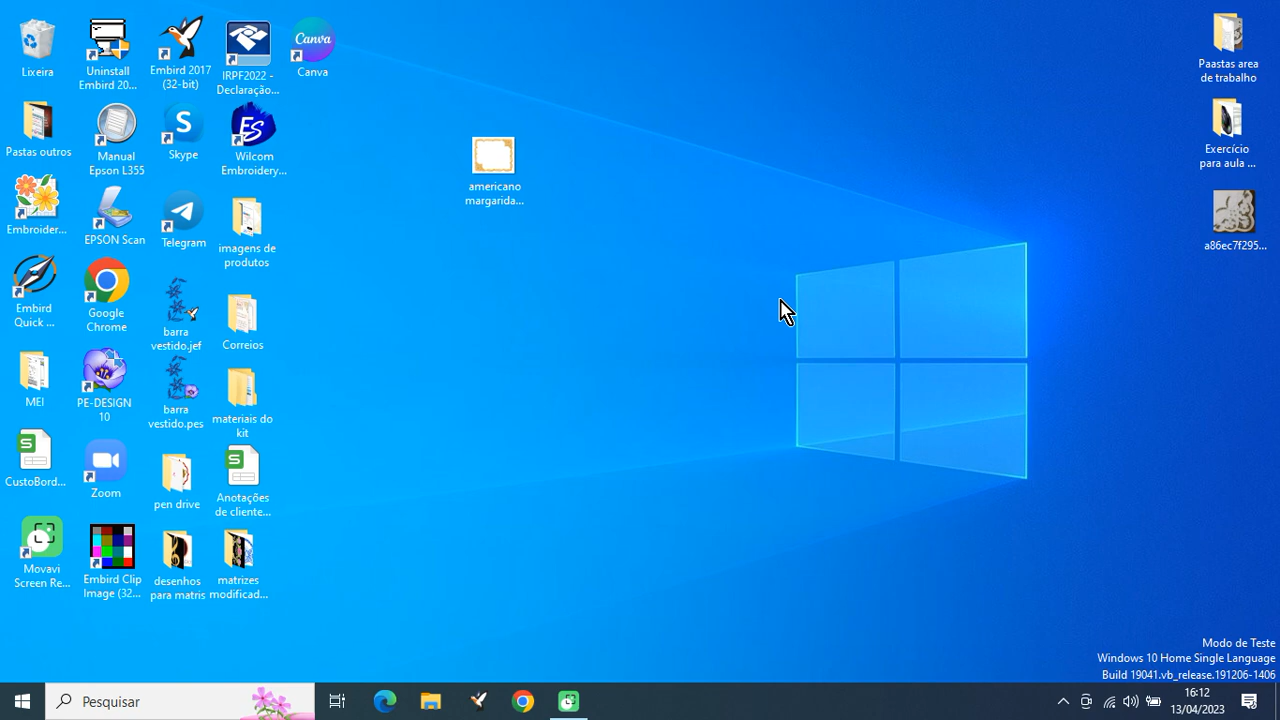 Lixeira
Uninstall
Embird 20...
Embird 2017
(32-bit)
IRPF2022 -
Declaração...
Canva
Canva
Pastas outros
Manual
Epson L355
Skype
ES
Wilcom
Embroidery...
Embroider...
EPSON Scan
Telegram
imagens de
produtos
Embird
Quick ...
Google
Chrome
barra
vestido.jef
Correios
MEI
PE-DESIGN
10
barra
vestido.pes
materiais do
kit
CustoBord...
Zoom
pen drive
Anotações
de cliente...
Movavi
Screen Re...
Embird Clip
Image (32...
desenhos
para matris
matrizes
modificad...
americano
margarida...
Paastas area
de trabalho
Exercício
para aula ...
a86ec7f295...
Modo de Teste
Windows 10 Home Single Language
Build 19041.vb_release.191206-1406
Pesquisar
16:12
13/04/2023